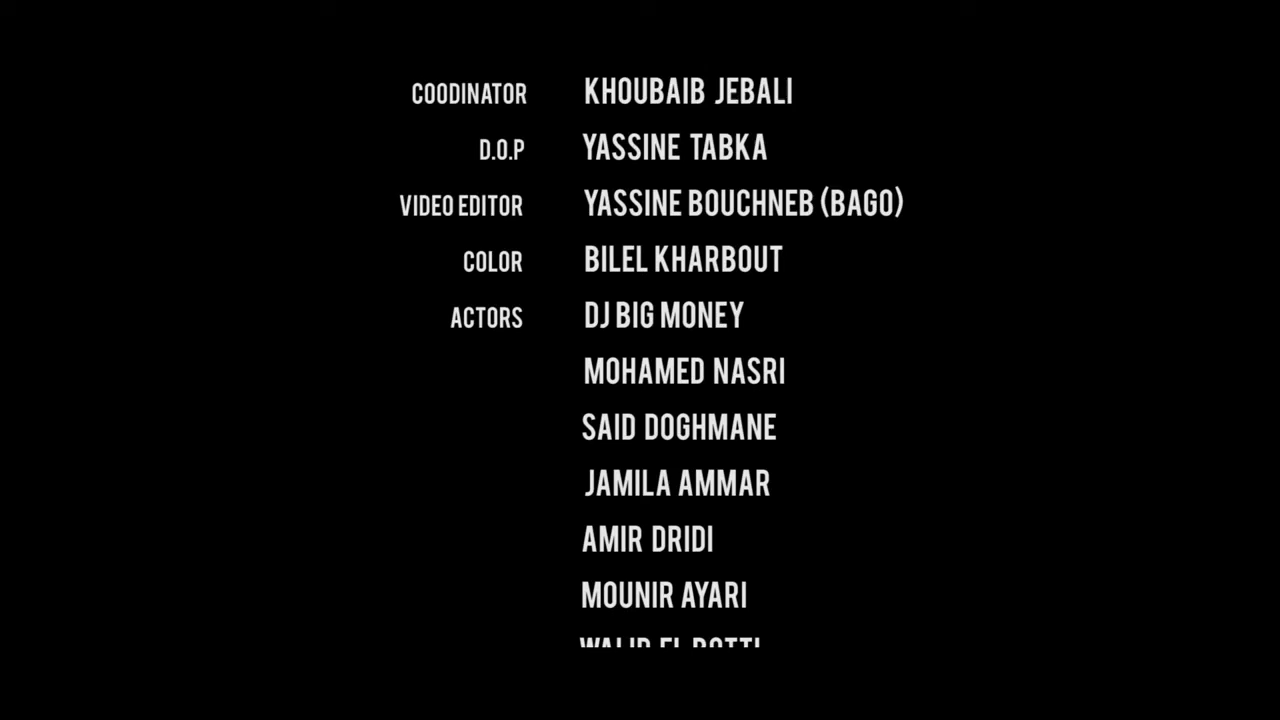 COODINATOR KHOUBAIB JEBALI
D.O.P YASSINE TABKA
VIDEO EDITOR YASSINE BOUCHNEB (BAGO)
COLOR BILEL KHARBOUT
ACTORS DJ BIG MONEY
MOHAMED NASRI
SAID DOGHMANE
JAMILA AMMAR
AMIR DRIDI
MOUNIR AYARI